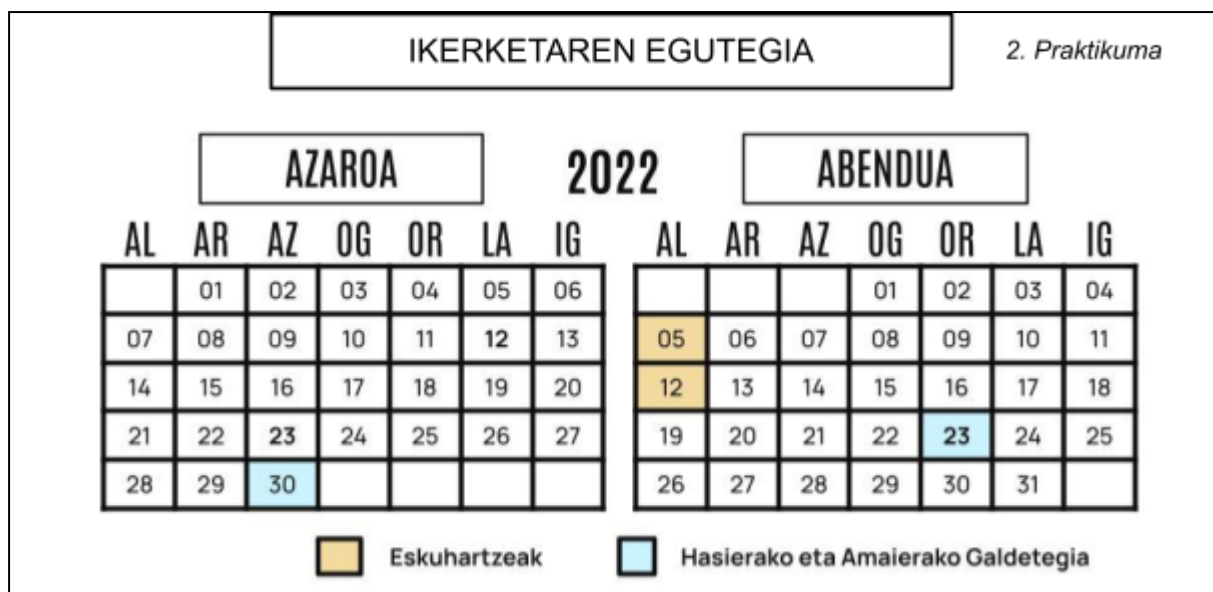 IKERKETAREN EGUTEGIA
2. Praktikuma
AZAROA 2022 ABENDUA
AL AR AZ OG OR LA IG AL AR AZ OG OR LA IG
01 02 03 04 05 06 01 02 03 04
07 08 09 10 11 12 13 05 06 07 08 09 10 11
14 15 16 17 18 19 20 12 13 14 15 16 17 18
21 22 23 24 25 26 27 19 20 21 22 23 24 25
28 29 30 26 27 28 29 30 31
Eskuhartzeak Hasierako eta Amaierako Galdetegia